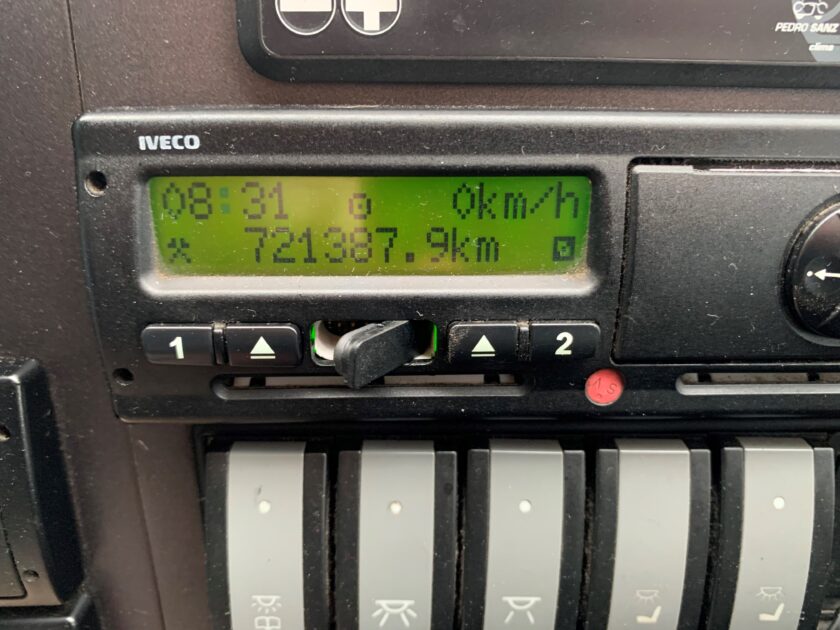 PEDRO SANZ
clima
IVECO
08:31 0km/h
721387.9km
1 2